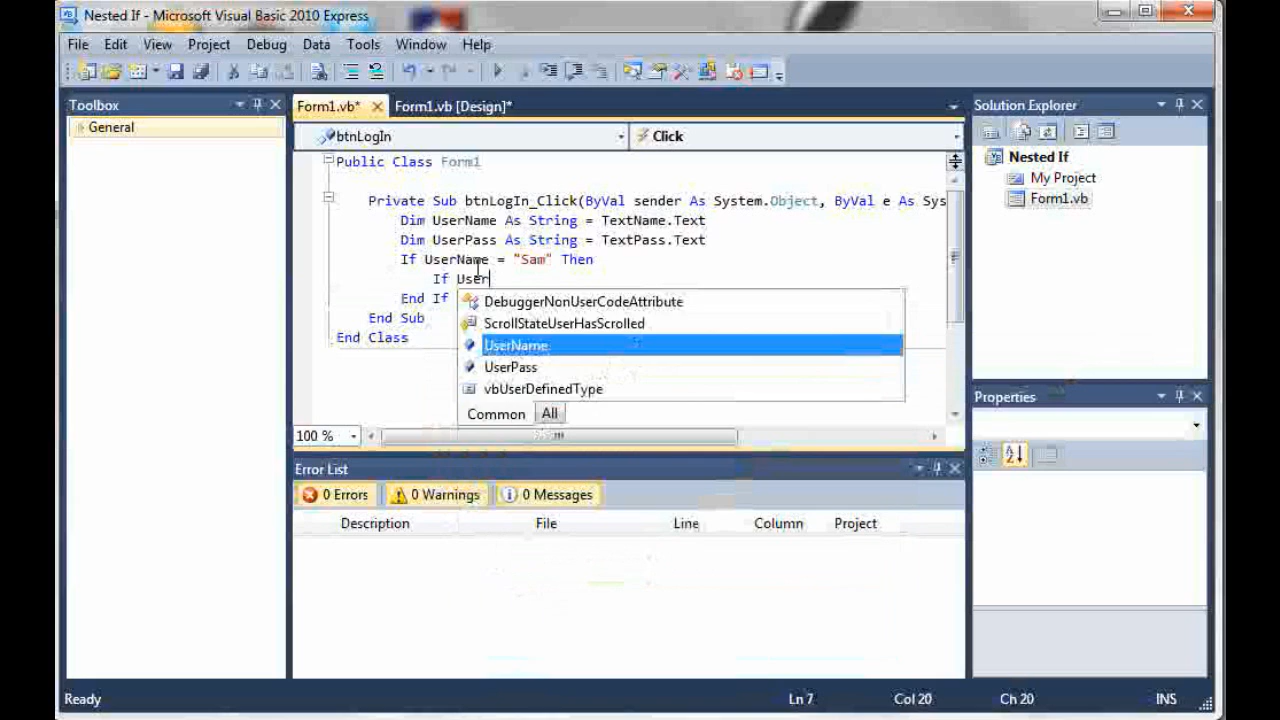 Nested If - Microsoft Visual Basic 2010 Express
File Edit View Project Debug Data Tools Window Help
Toolbox
General
Form1.vb* Form1.vb [Design]*
btnLogIn Click
Public Class Form1
Private Sub btnLogIn_Click(ByVal sender As System.Object, ByVal e As Sys
Dim UserName As String = TextName.Text
Dim UserPass As String = TextPass.Text
If UserName = "Sam" Then
If User
End If
End Sub
End Class
DebuggerNonUserCodeAttribute
ScrollStateUserHasScrolled
UserName
UserPass
vbUserDefinedType
Common All
100 %
Solution Explorer
Nested If
My Project
Form1.vb
Properties
Error List
0 Errors 0 Warnings 0 Messages
Description File Line Column Project
Ready Ln 7 Col 20 Ch 20 INS